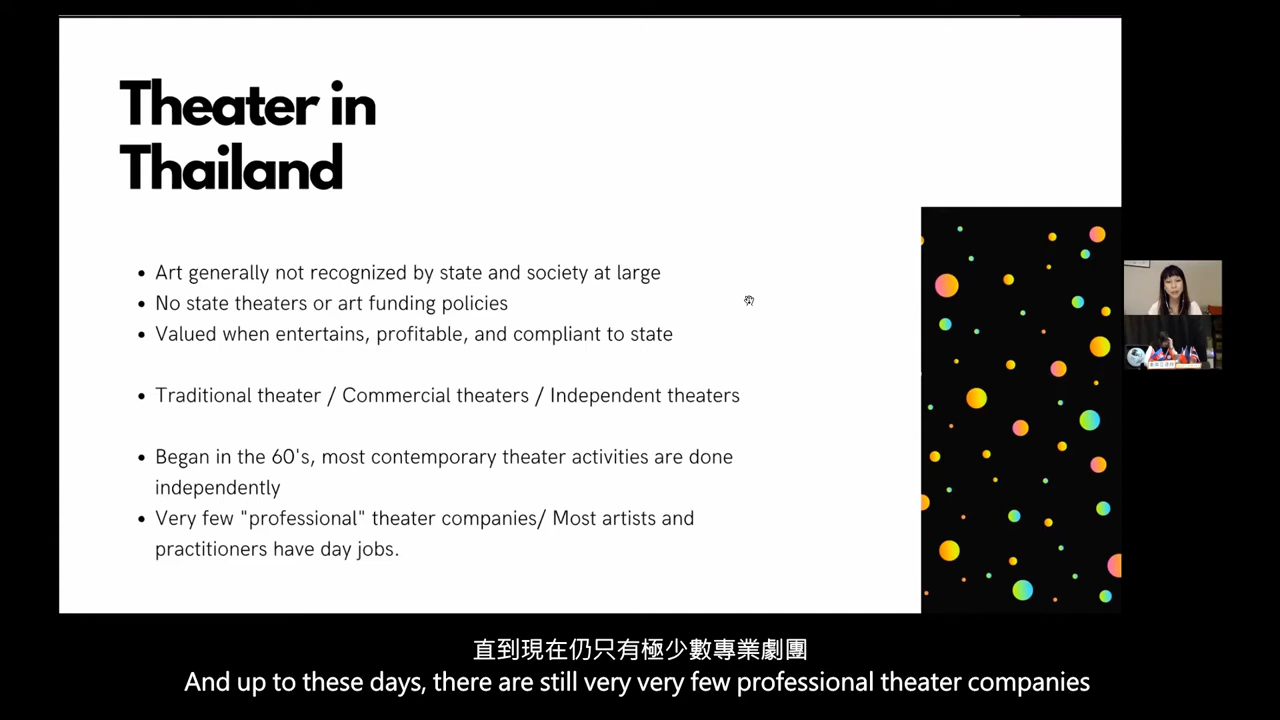 Theater in
Thailand
• Art generally not recognized by state and society at large
• No state theaters or art funding policies
• Valued when entertains, profitable, and compliant to state
• Traditional theater / Commercial theaters / Independent theaters
• Began in the 60's, most contemporary theater activities are done
independently
• Very few "professional" theater companies/ Most artists and
practitioners have day jobs.
直到現在仍只有極少數專業劇團
And up to these days, there are still very very few professional theater companies